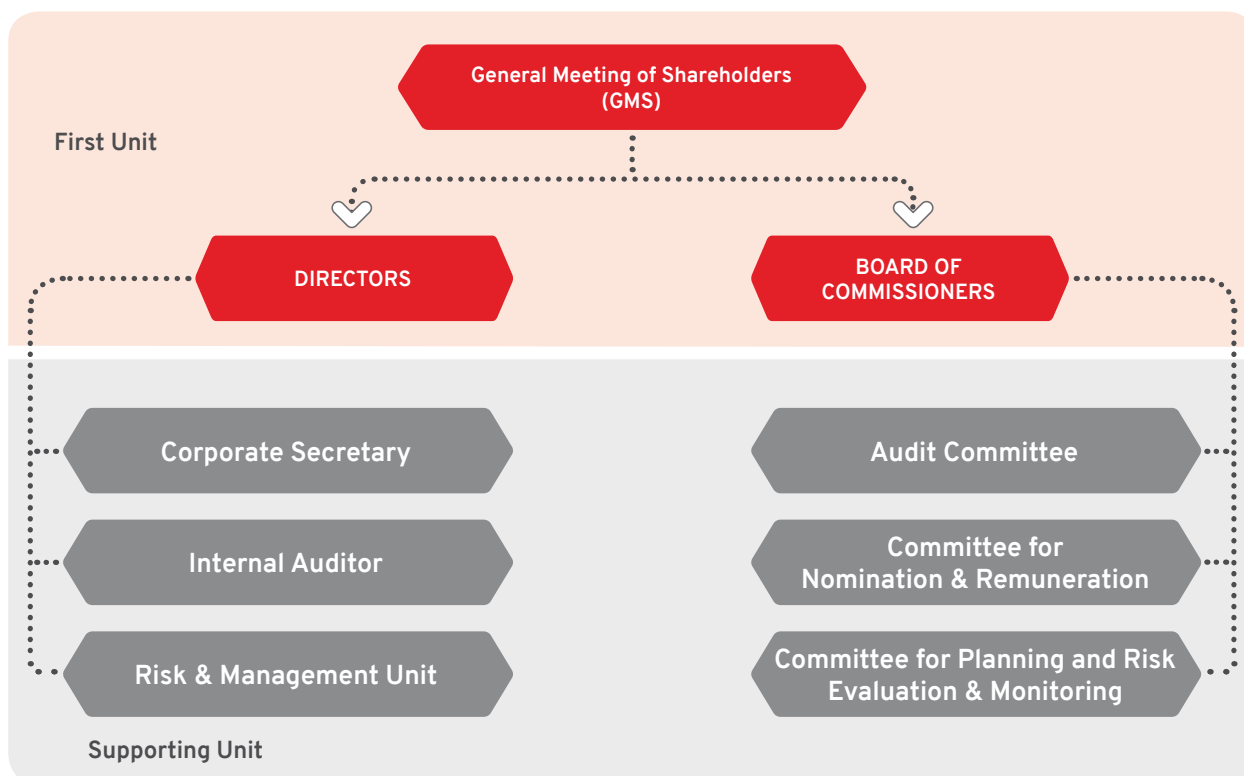 General Meeting of Shareholders
(GMS)
First Unit
DIRECTORS
BOARD OF
COMMISSIONERS
Corporate Secretary
Audit Committee
Internal Auditor
Committee for
Nomination & Remuneration
Risk & Management Unit
Committee for Planning and Risk
Evaluation & Monitoring
Supporting Unit